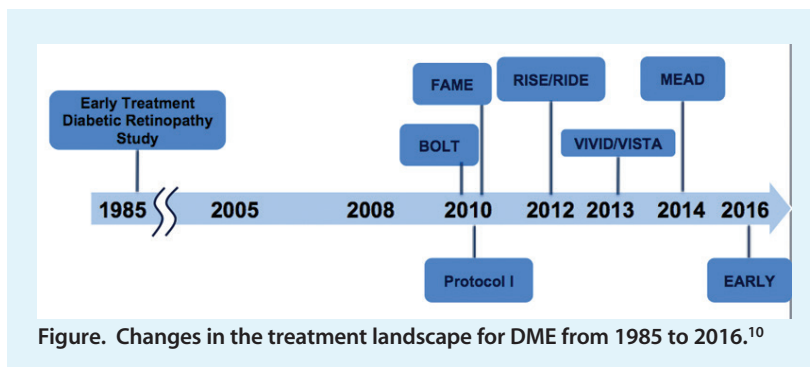 Early Treatment
Diabetic Retinopathy
Study
FAME
RISE/RIDE
MEAD
BOLT
VIVID/VISTA
1985 2005 2008 2010 2012 2013 2014 2016
Protocol I
EARLY
Figure. Changes in the treatment landscape for DME from 1985 to 2016.10